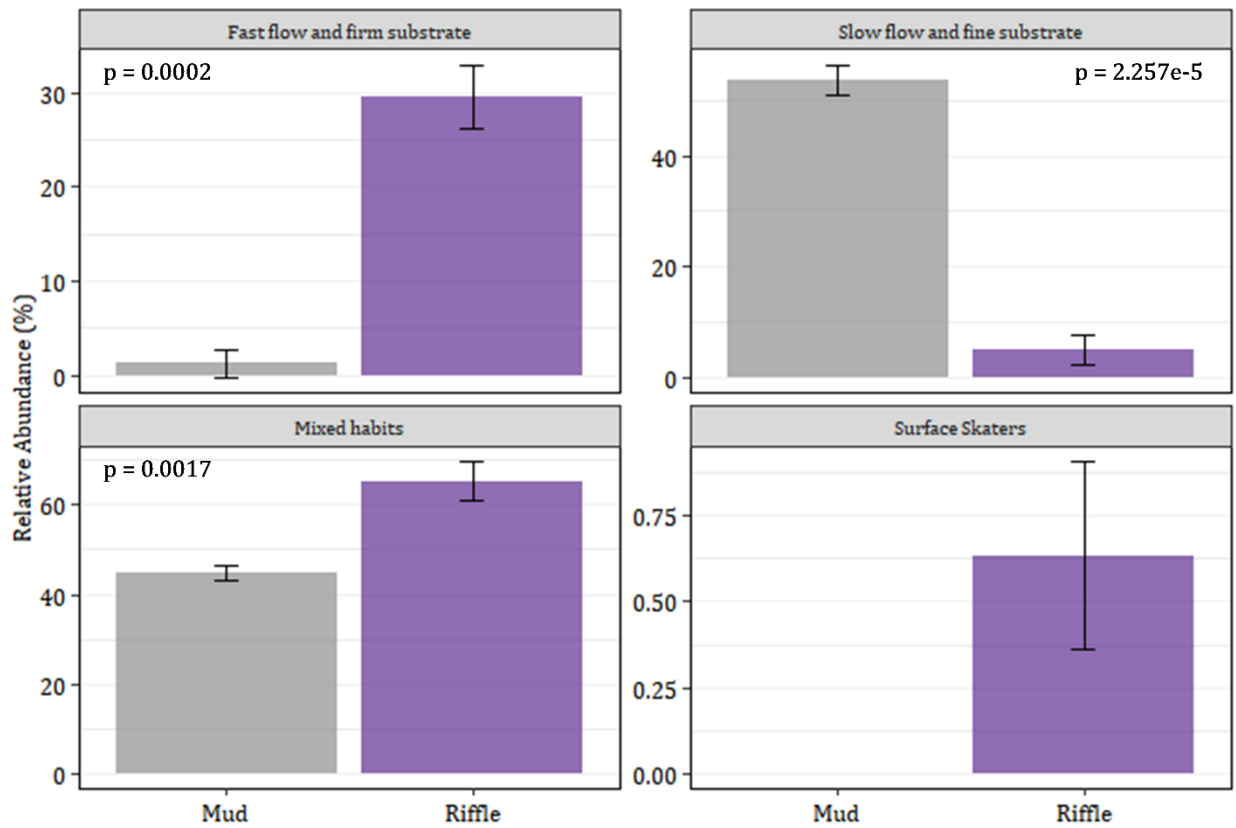 Fast flow and firm substrate
Slow flow and fine substrate
p = 0.0002
p = 2.257e-5
30
20
10
0
40
20
0
Relative Abundance (%)
Mixed habits
Surface Skaters
p = 0.0017
60
40
20
0
0.75
0.50
0.25
0.00
Mud
Riffle
Mud
Riffle